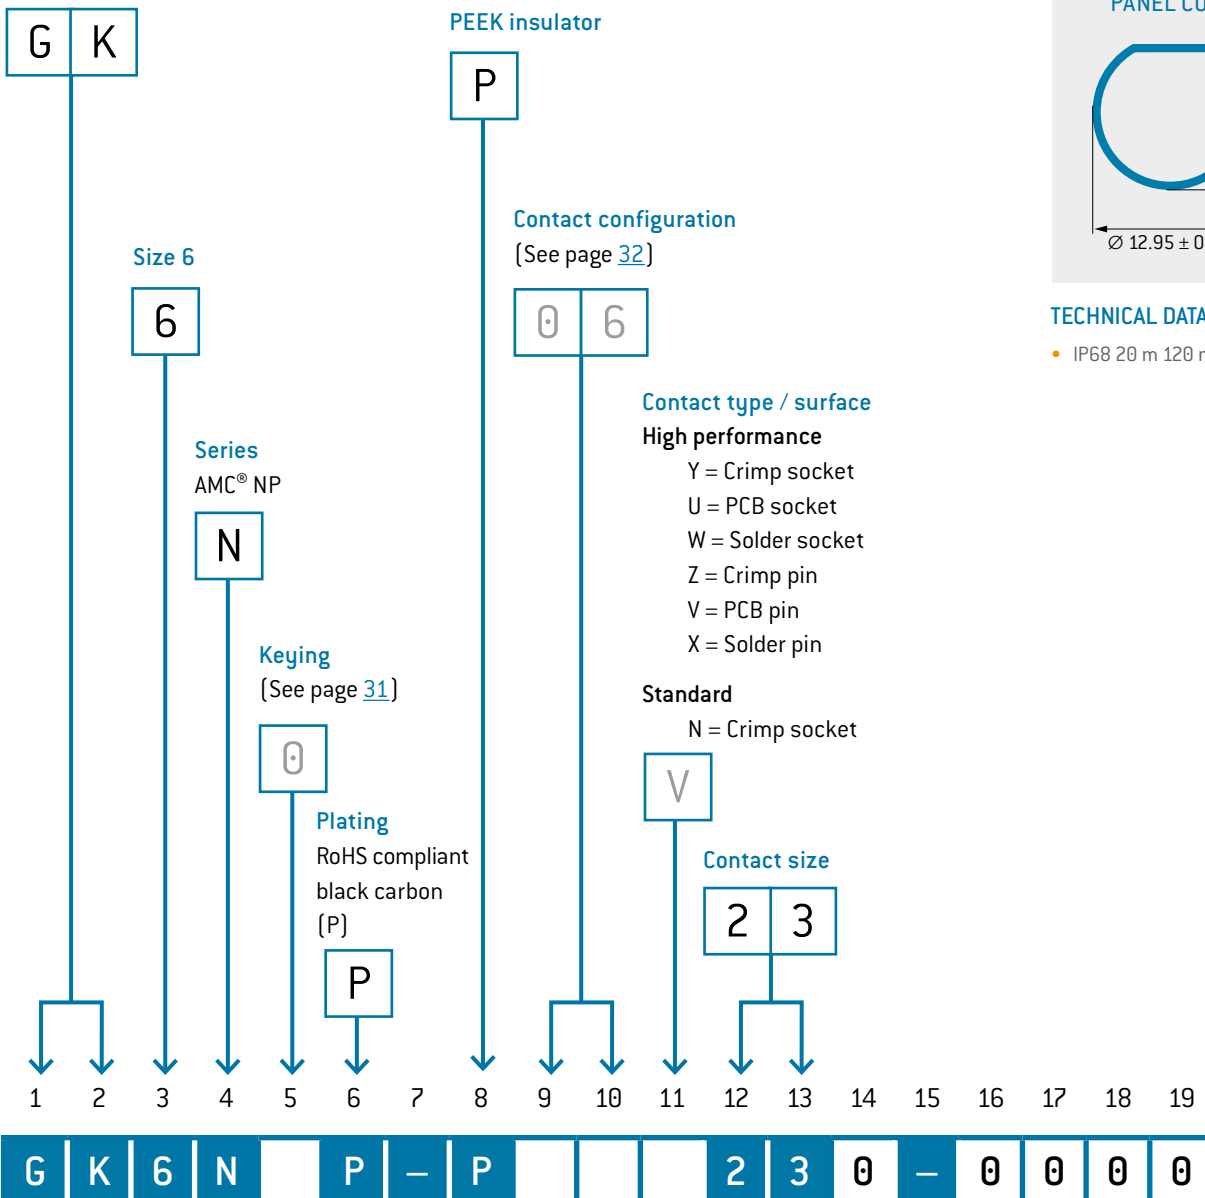 G K
PEEK insulator
P
Contact configuration
(See page 32)
0 6
Size 6
6
Contact type / surface
High performance
Y = Crimp socket
U = PCB socket
W = Solder socket
Z = Crimp pin
V = PCB pin
X = Solder pin
Standard
N = Crimp socket
V
Series
AMC® NP
N
Keying
(See page 31)
0
Plating
RoHS compliant
black carbon
(P)
P
Contact size
2 3
1 2 3 4 5 6 7 8 9 10 11 12 13 14 15 16 17 18 19
G K 6 N P – P 2 3 0 – 0 0 0 0
PANEL
Ø 12.95 ± 0
TECHNICAL DATA
• IP68 20 m 120